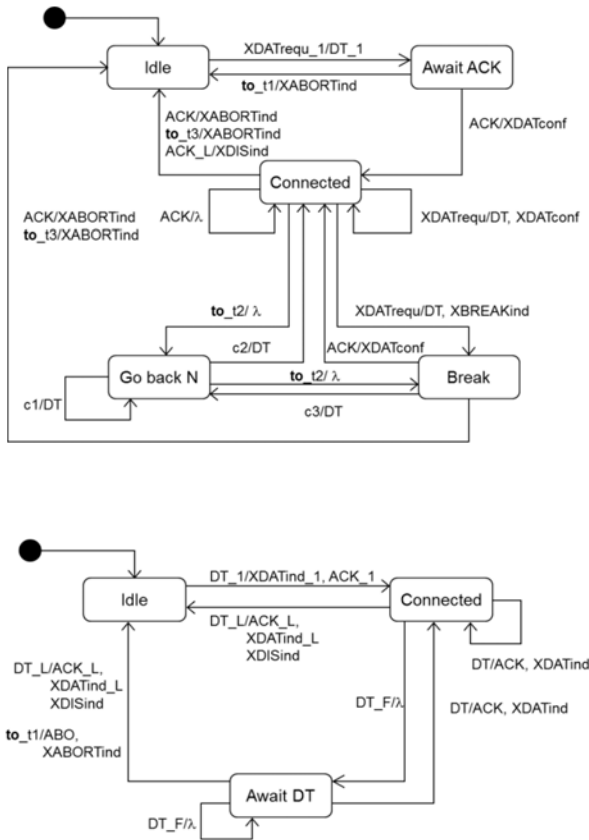 XDATrequ_1/DT_1
Idle
Await ACK
to_t1/XABORTind
ACK/XABORTind
to_t3/XABORTind
ACK_L/XDISind
ACK/XDATconf
Connected
ACK/XABORTind
to_t3/XABORTind
ACK/λ
XDATrequ/DT, XDATconf
to_t2/ λ
XDATrequ/DT, XBREAKind
c2/DT
ACK/XDATconf
Go back N
to_t2/ λ
Break
c1/DT
c3/DT
DT_1/XDATind_1, ACK_1
Idle
Connected
DT_L/ACK_L,
XDATind_L
XDISind
DT/ACK, XDATind
DT_L/ACK_L,
XDATind_L
XDISind
DT_F/λ
DT/ACK, XDATind
to_t1/ABO,
XABORTind
Await DT
DT_F/λ